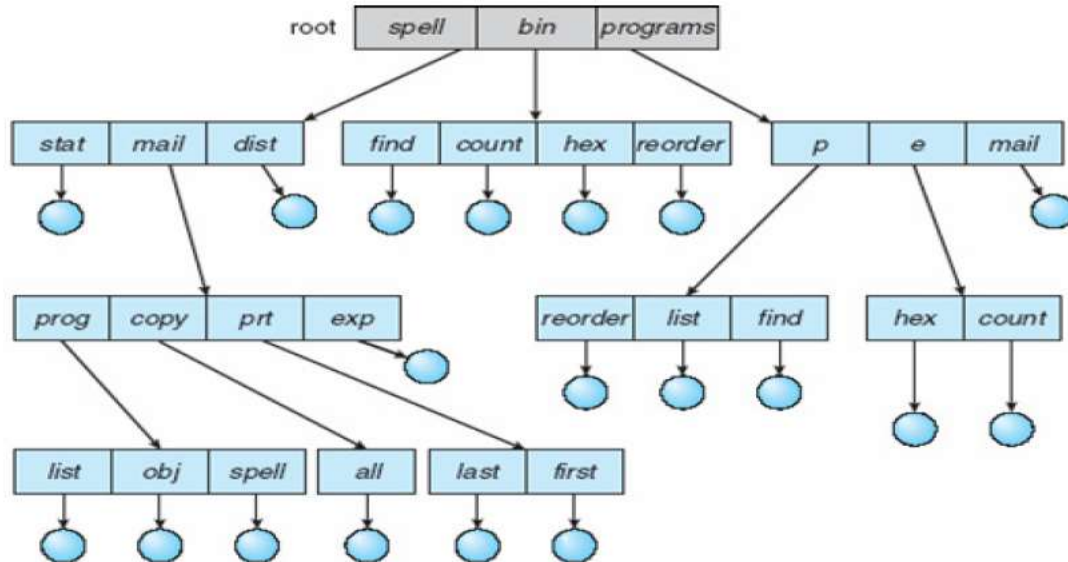 root spell bin programs
stat mail dist find count hex reorder p e mail
prog copy prt exp reorder list find hex count
list obj spell all last first